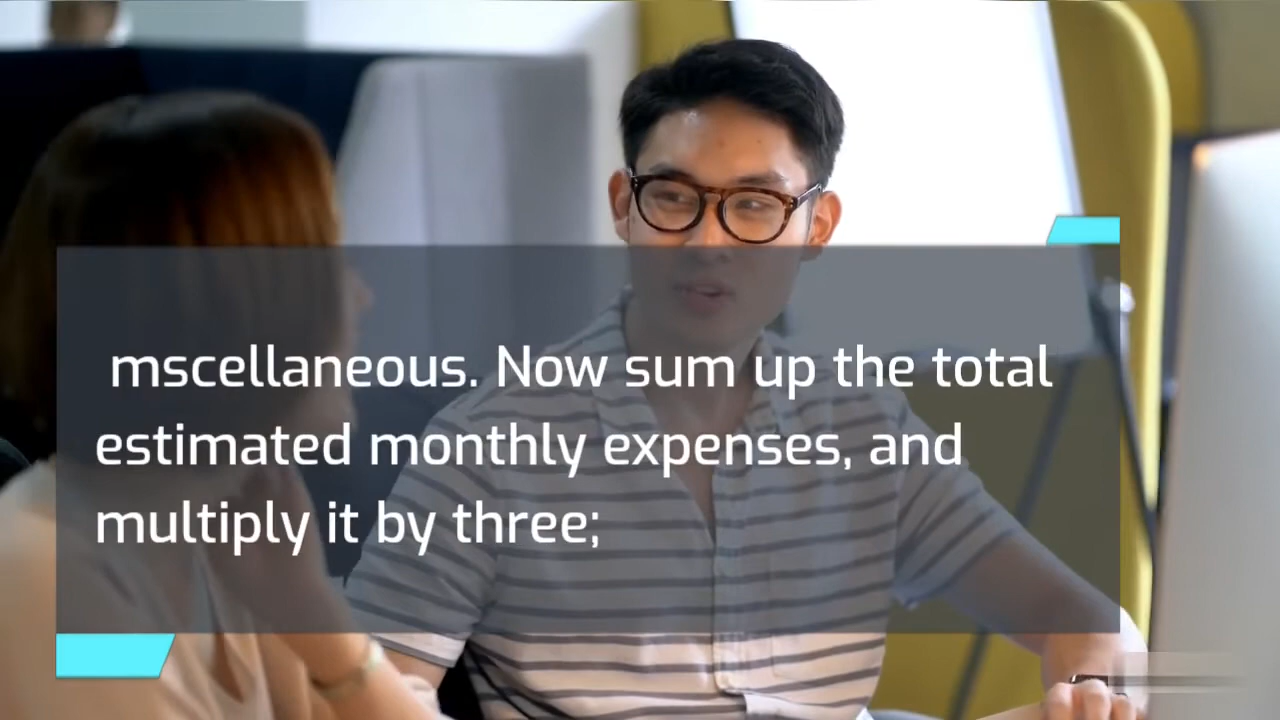 mscellaneous. Now sum up the total
estimated monthly expenses, and
multiply it by three;